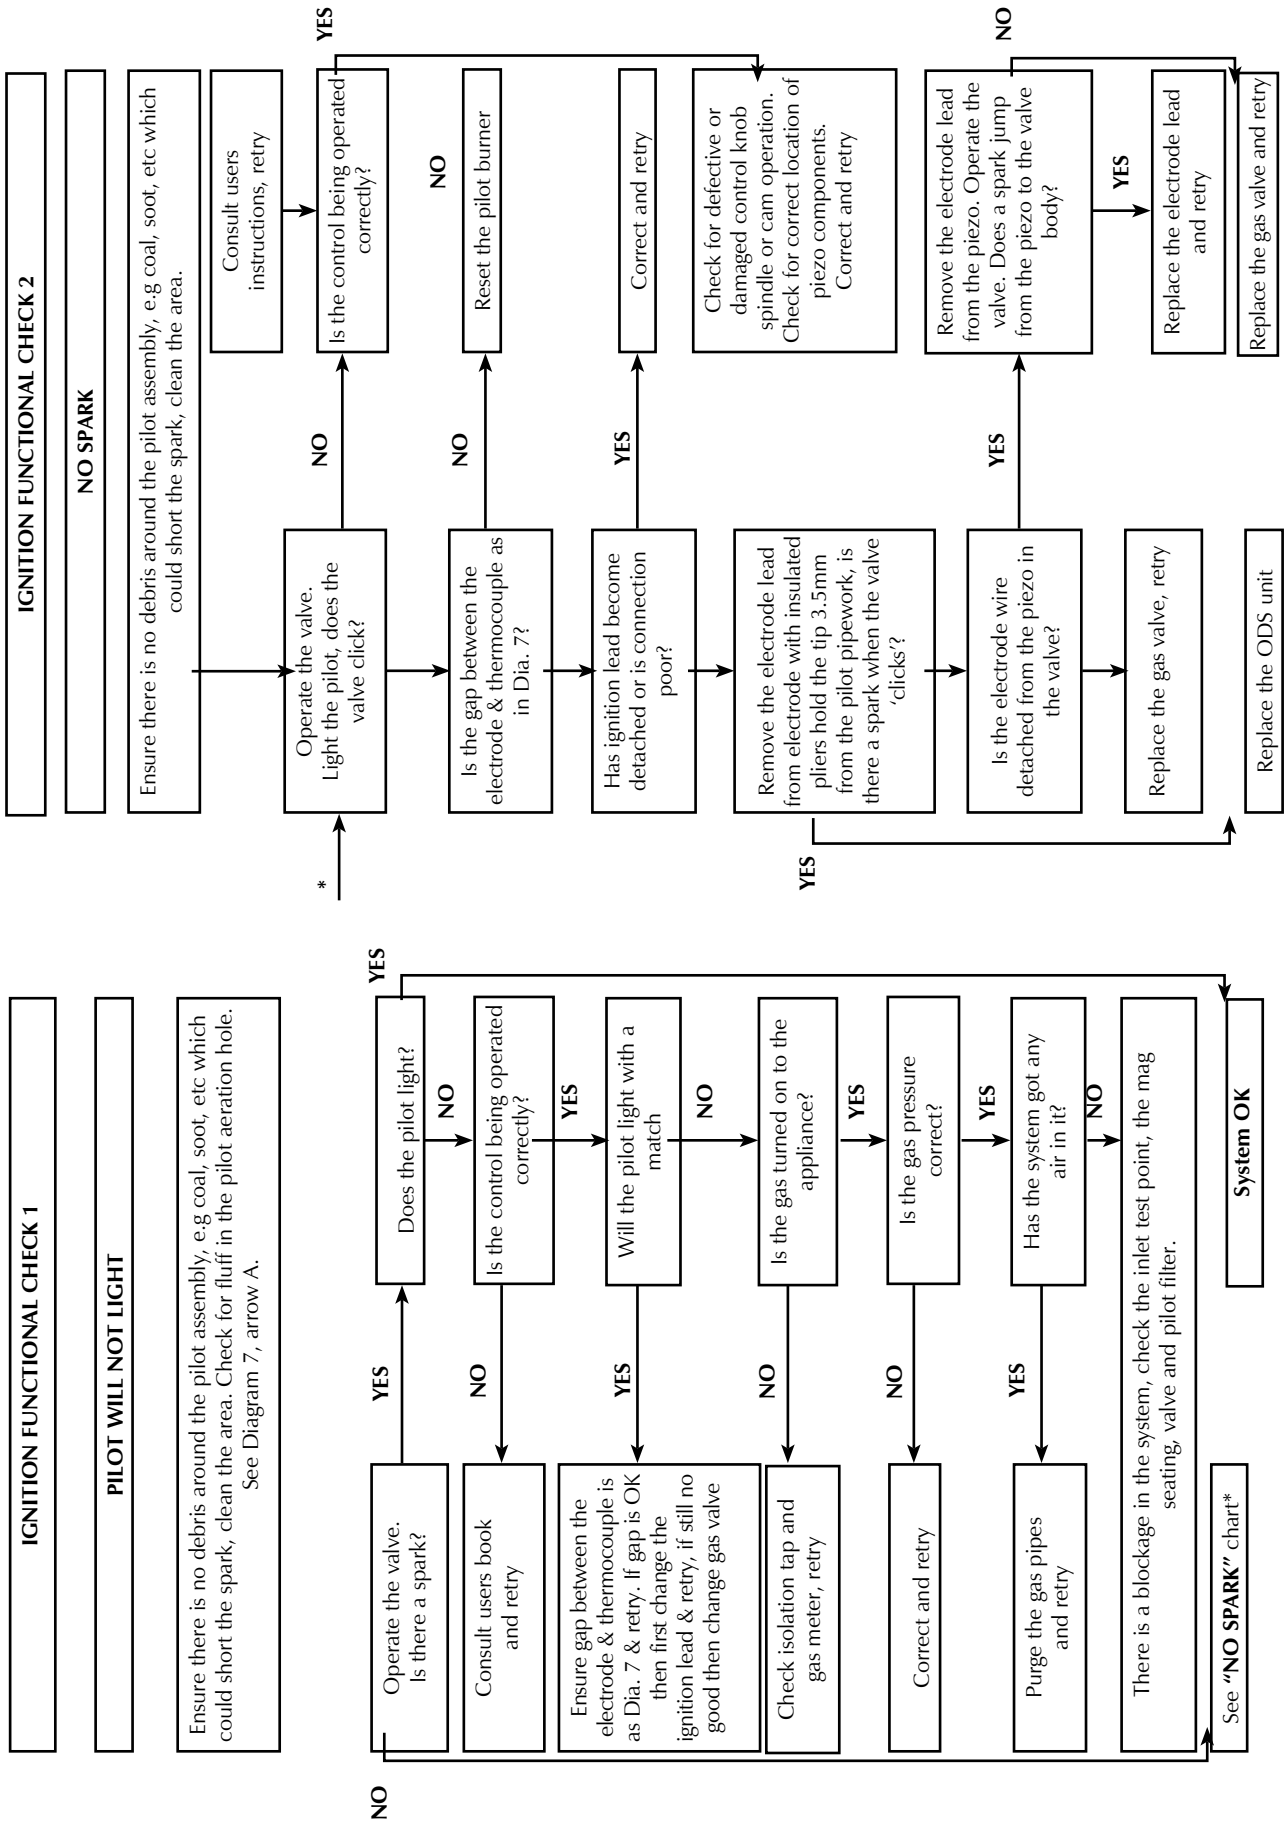 IGNITION FUNCTIONAL CHECK 1
PILOT WILL NOT LIGHT
Ensure there is no debris around the pilot assembly, e.g coal, soot, etc which
could short the spark, clean the area. Check for fluff in the pilot aeration hole.
See Diagram 7, arrow A.
NO
Operate the valve.
Is there a spark?
YES
Does the pilot light?
YES
NO
Consult users book
and retry
NO
Is the control being operated
correctly?
YES
Ensure gap between the
electrode & thermocouple is
as Dia. 7 & retry. If gap is OK
then first change the
ignition lead & retry, if still no
good then change gas valve
YES
Will the pilot light with a
match
NO
Check isolation tap and
gas meter, retry
NO
Is the gas turned on to the
appliance?
YES
Correct and retry
NO
Is the gas pressure
correct?
YES
Purge the gas pipes
and retry
YES
Has the system got any
air in it?
NO
There is a blockage in the system, check the inlet test point, the mag
seating, valve and pilot filter.
See "NO SPARK" chart*
System OK
IGNITION FUNCTIONAL CHECK 2
NO SPARK
Ensure there is no debris around the pilot assembly, e.g coal, soot, etc which
could short the spark, clean the area.
Consult users
instructions, retry
*
Operate the valve.
Light the pilot, does the
valve click?
NO
Is the control being operated
correctly?
YES
NO
Is the gap between the
electrode & thermocouple as
in Dia. 7?
NO
Reset the pilot burner
Has ignition lead become
detached or is connection
poor?
YES
Correct and retry
Remove the electrode lead
from electrode with insulated
pliers hold the tip 3.5mm
from the pilot pipework, is
there a spark when the valve
‘clicks’?
YES
Check for defective or
damaged control knob
spindle or cam operation.
Check for correct location of
piezo components.
Correct and retry
Is the electrode wire
detached from the piezo in
the valve?
YES
Remove the electrode lead
from the piezo. Operate the
valve. Does a spark jump
from the piezo to the valve
body?
NO
YES
Replace the gas valve, retry
Replace the electrode lead
and retry
Replace the ODS unit
Replace the gas valve and retry